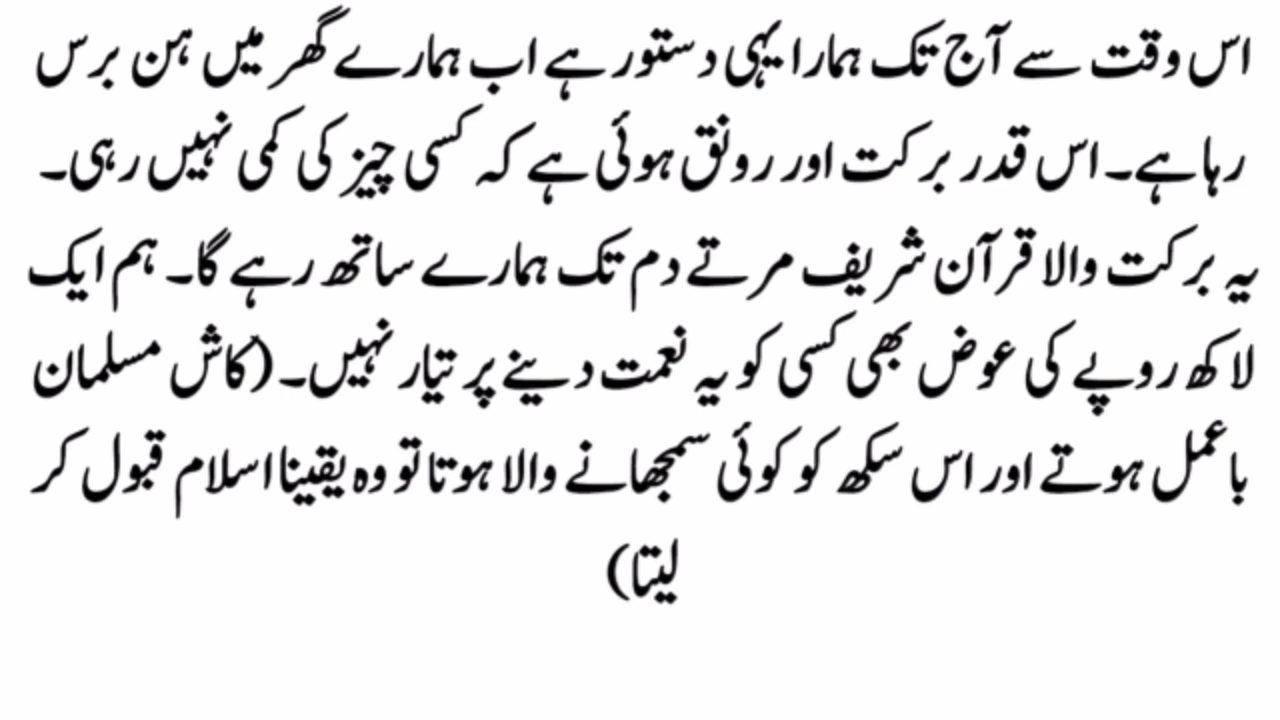 اس وقت سے آج تک ہمارا یہی دستور ہے اب ہمارے گھر میں ہن برس
رہا ہے۔ اس قدر برکت اور رونق ہوئی ہے کہ کسی چیز کی کمی نہیں رہی۔
یہ برکت والا قرآن شریف مرتے دم تک ہمارے ساتھ رہے گا۔ ہم ایک
لاکھ روپے کی عوض بھی کسی کو یہ نعمت دینے پر تیار نہیں۔ (کاش مسلمان
باعمل ہوتے اور اس سکھ کو کوئی سمجھانے والا ہوتا تو وہ یقینا اسلام قبول کر
لیتا)